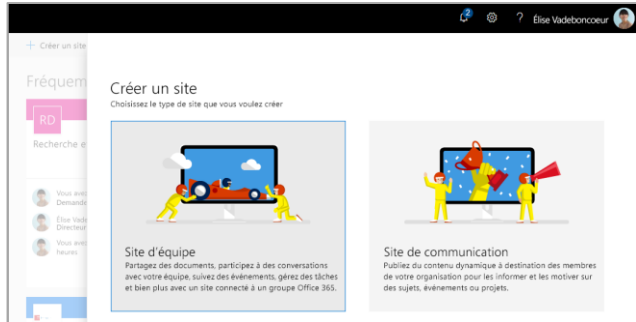 2
? Élise Vadeboncoeur
+ Créer un site
Fréquem
RD
Recherche e
Vous avez
Demande
Élise Vade
Directeur
Vous avez
heures
Créer un site
Choisissez le type de site que vous voulez créer
Site d'équipe
Partagez des documents, participez à des conversations
avec votre équipe, suivez des événements, gérez des tâches
et bien plus avec un site connecté à un groupe Office 365.
Site de communication
Publiez du contenu dynamique à destination des membres
de votre organisation pour les informer et les motiver sur
des sujets, événements ou projets.